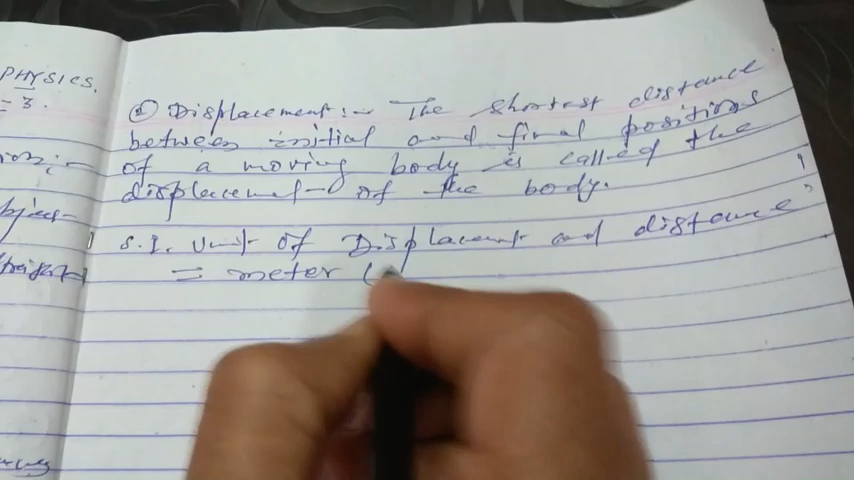 PHYSICS.
- 3.
② Displacement :- The shortest distance
between initial and final positions
of a moving body is called the
displacement of the body.
S.I. Unit of Displacement and distance
= meter (